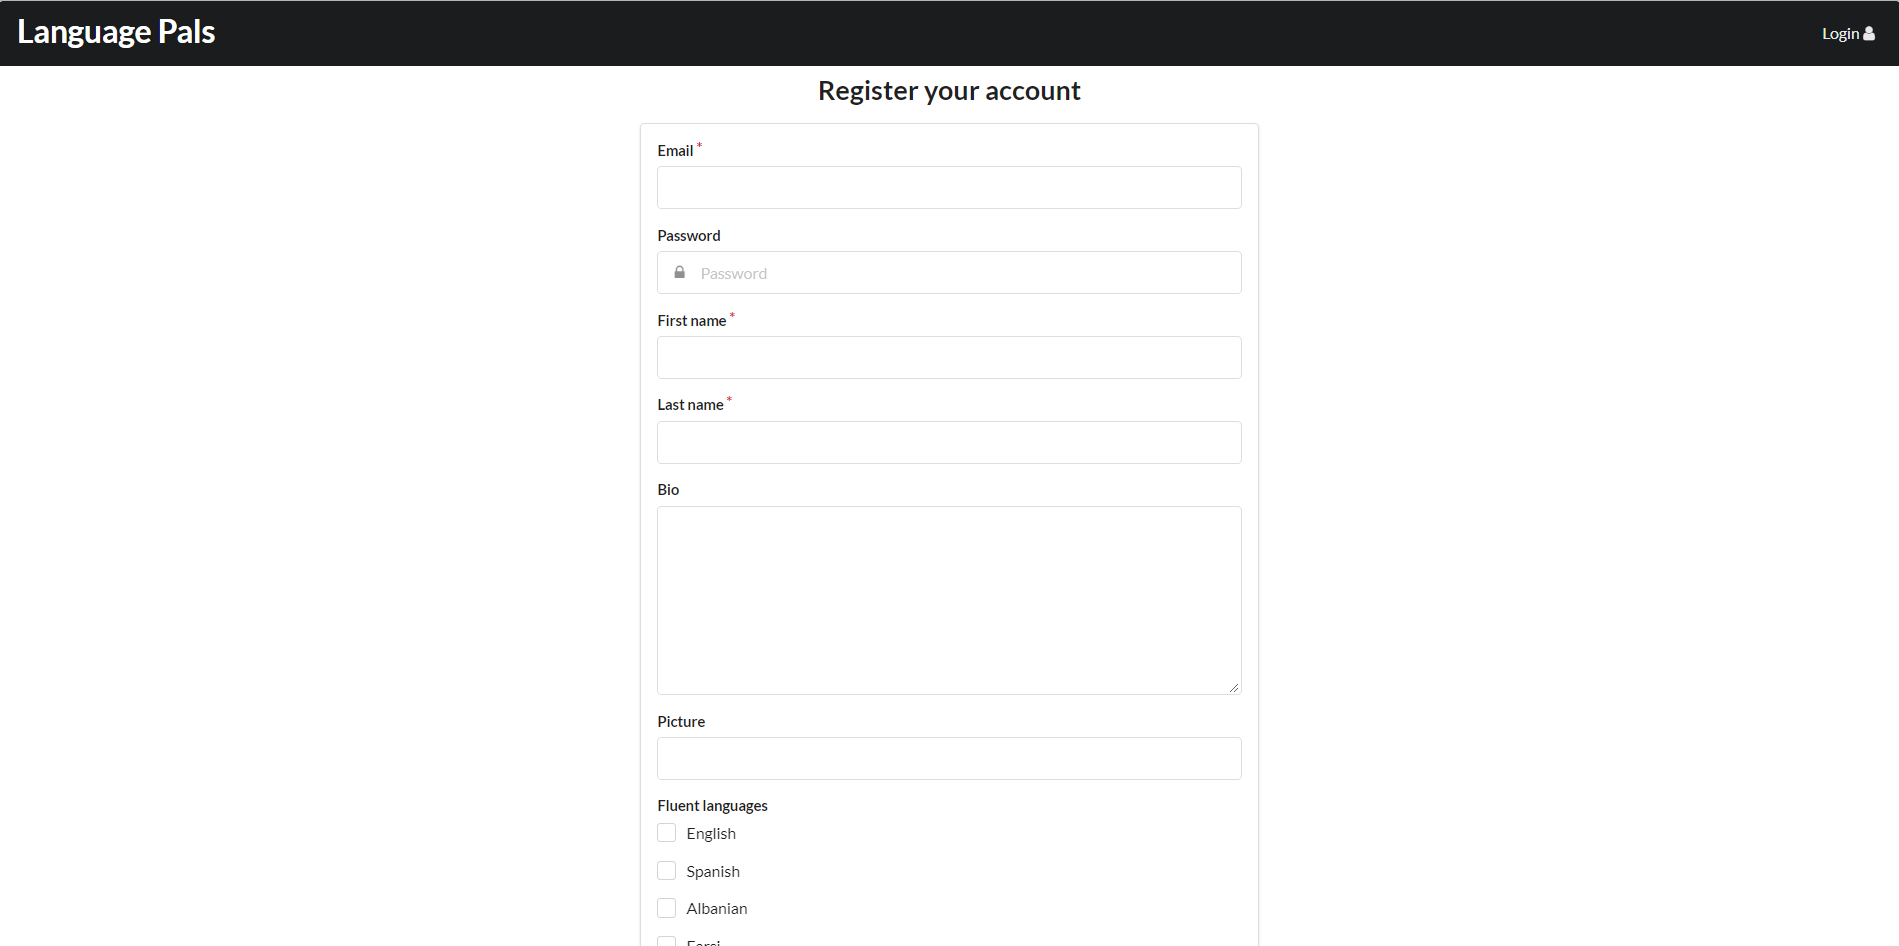 Language Pals
Login
Register your account
Email *
Password
Password
First name *
Last name *
Bio
Picture
Fluent languages
English
Spanish
Albanian
Farsi